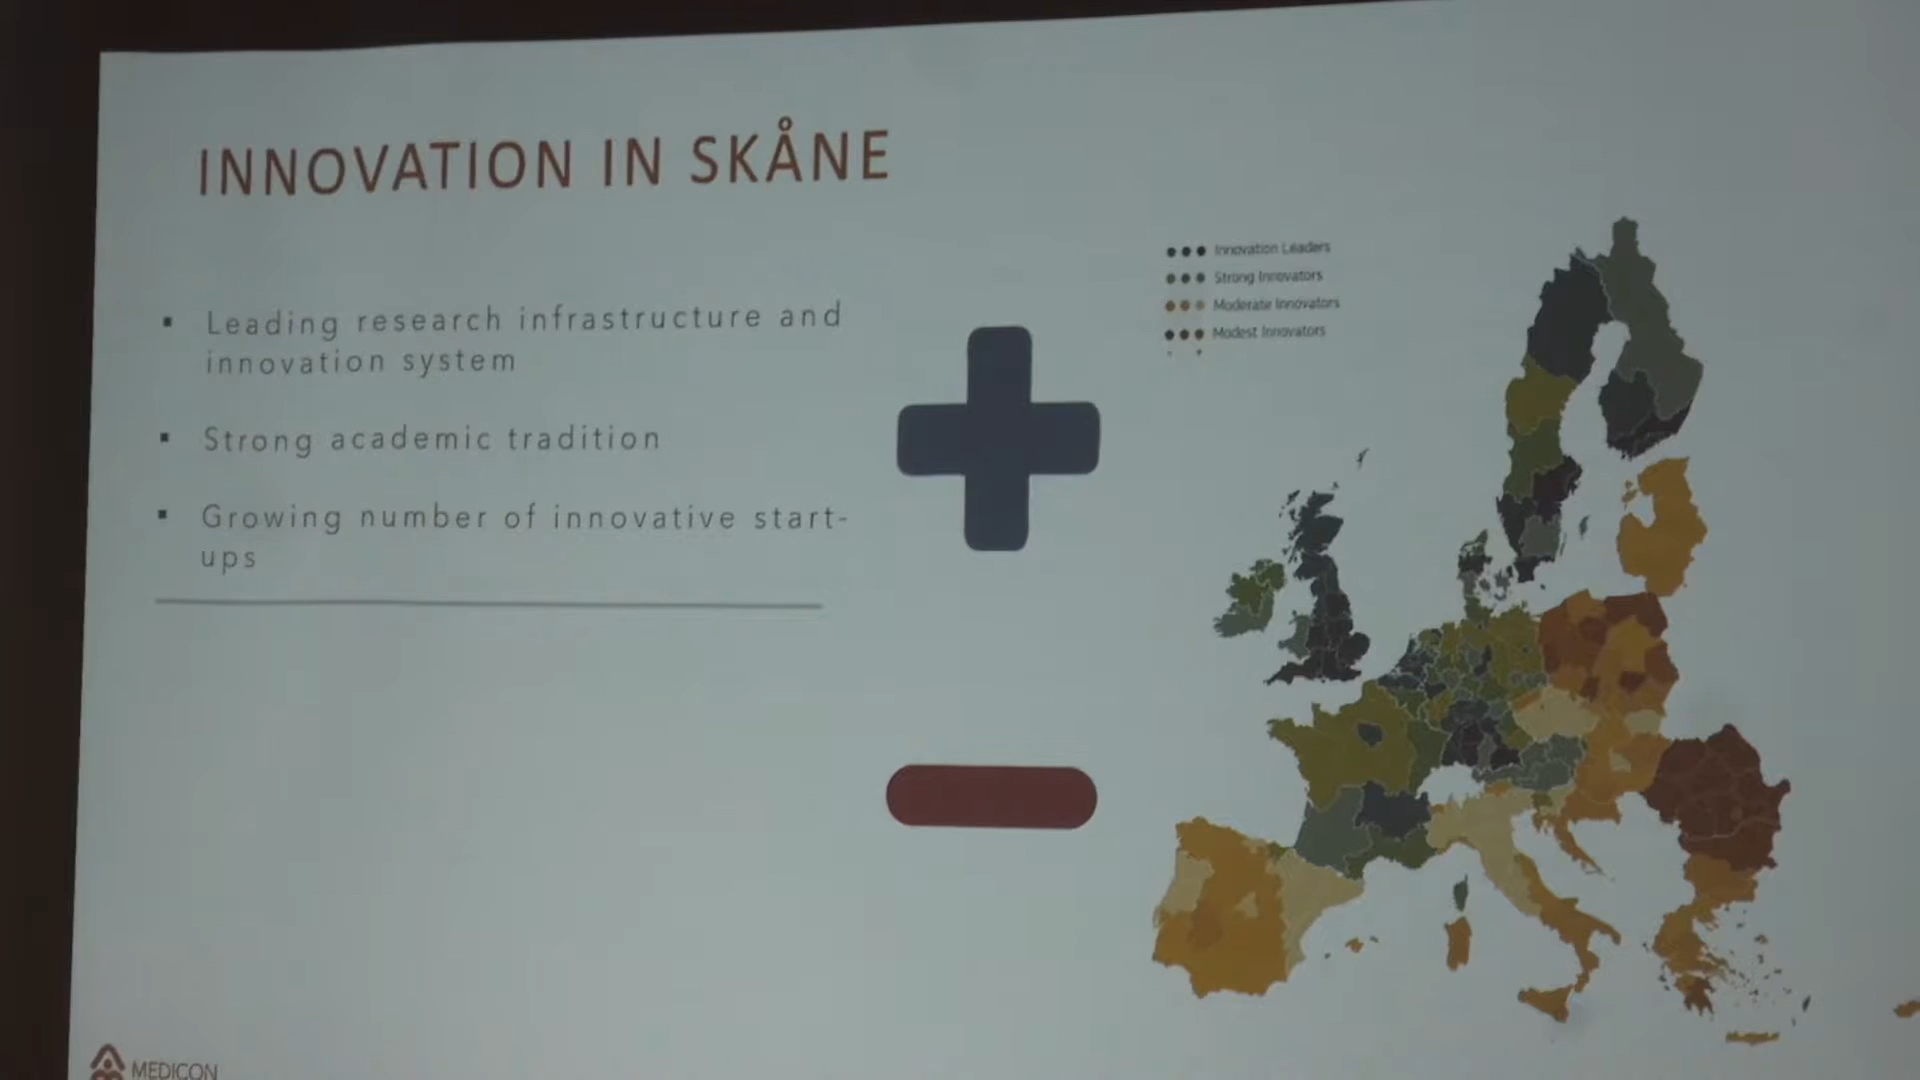 INNOVATION IN SKÅNE
Leading research infrastructure and
innovation system
Strong academic tradition
Growing number of innovative start-
ups
Innovation Leaders
Strong Innovators
Moderate Innovators
Modest Innovators
MEDICON